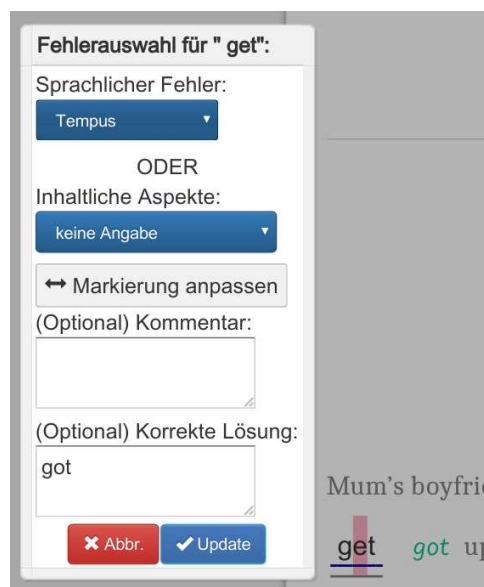 Fehlerauswahl für " get":
Sprachlicher Fehler:
Tempus
ODER
Inhaltliche Aspekte:
keine Angabe
Markierung anpassen
(Optional) Kommentar:
(Optional) Korrekte Lösung:
got
Abbr. Update
Mum's boyfrie
get got up